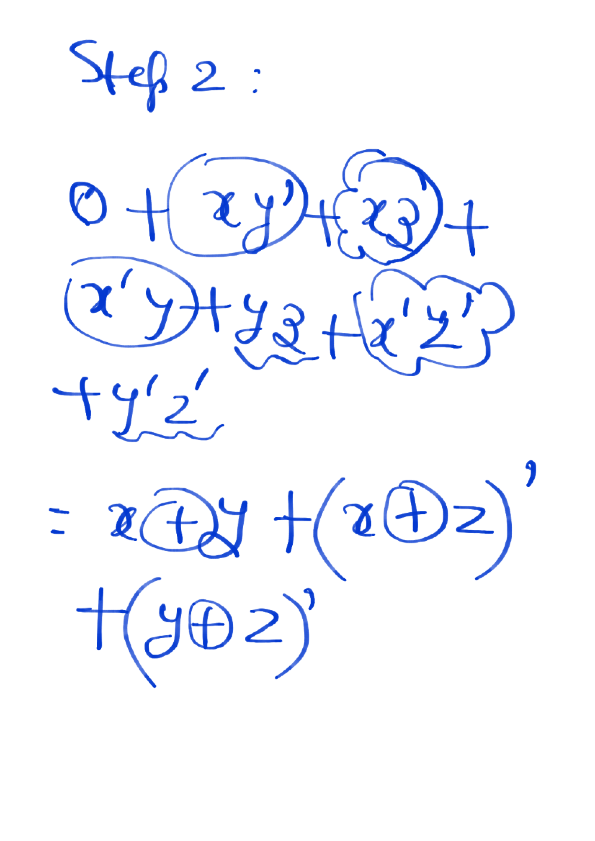 Step 2 :
0 + xy' + xz +
x'y + yz + x'z'
+ y'z'
= x ⊕ y + (x ⊕ z)'
+ (y ⊕ z)'